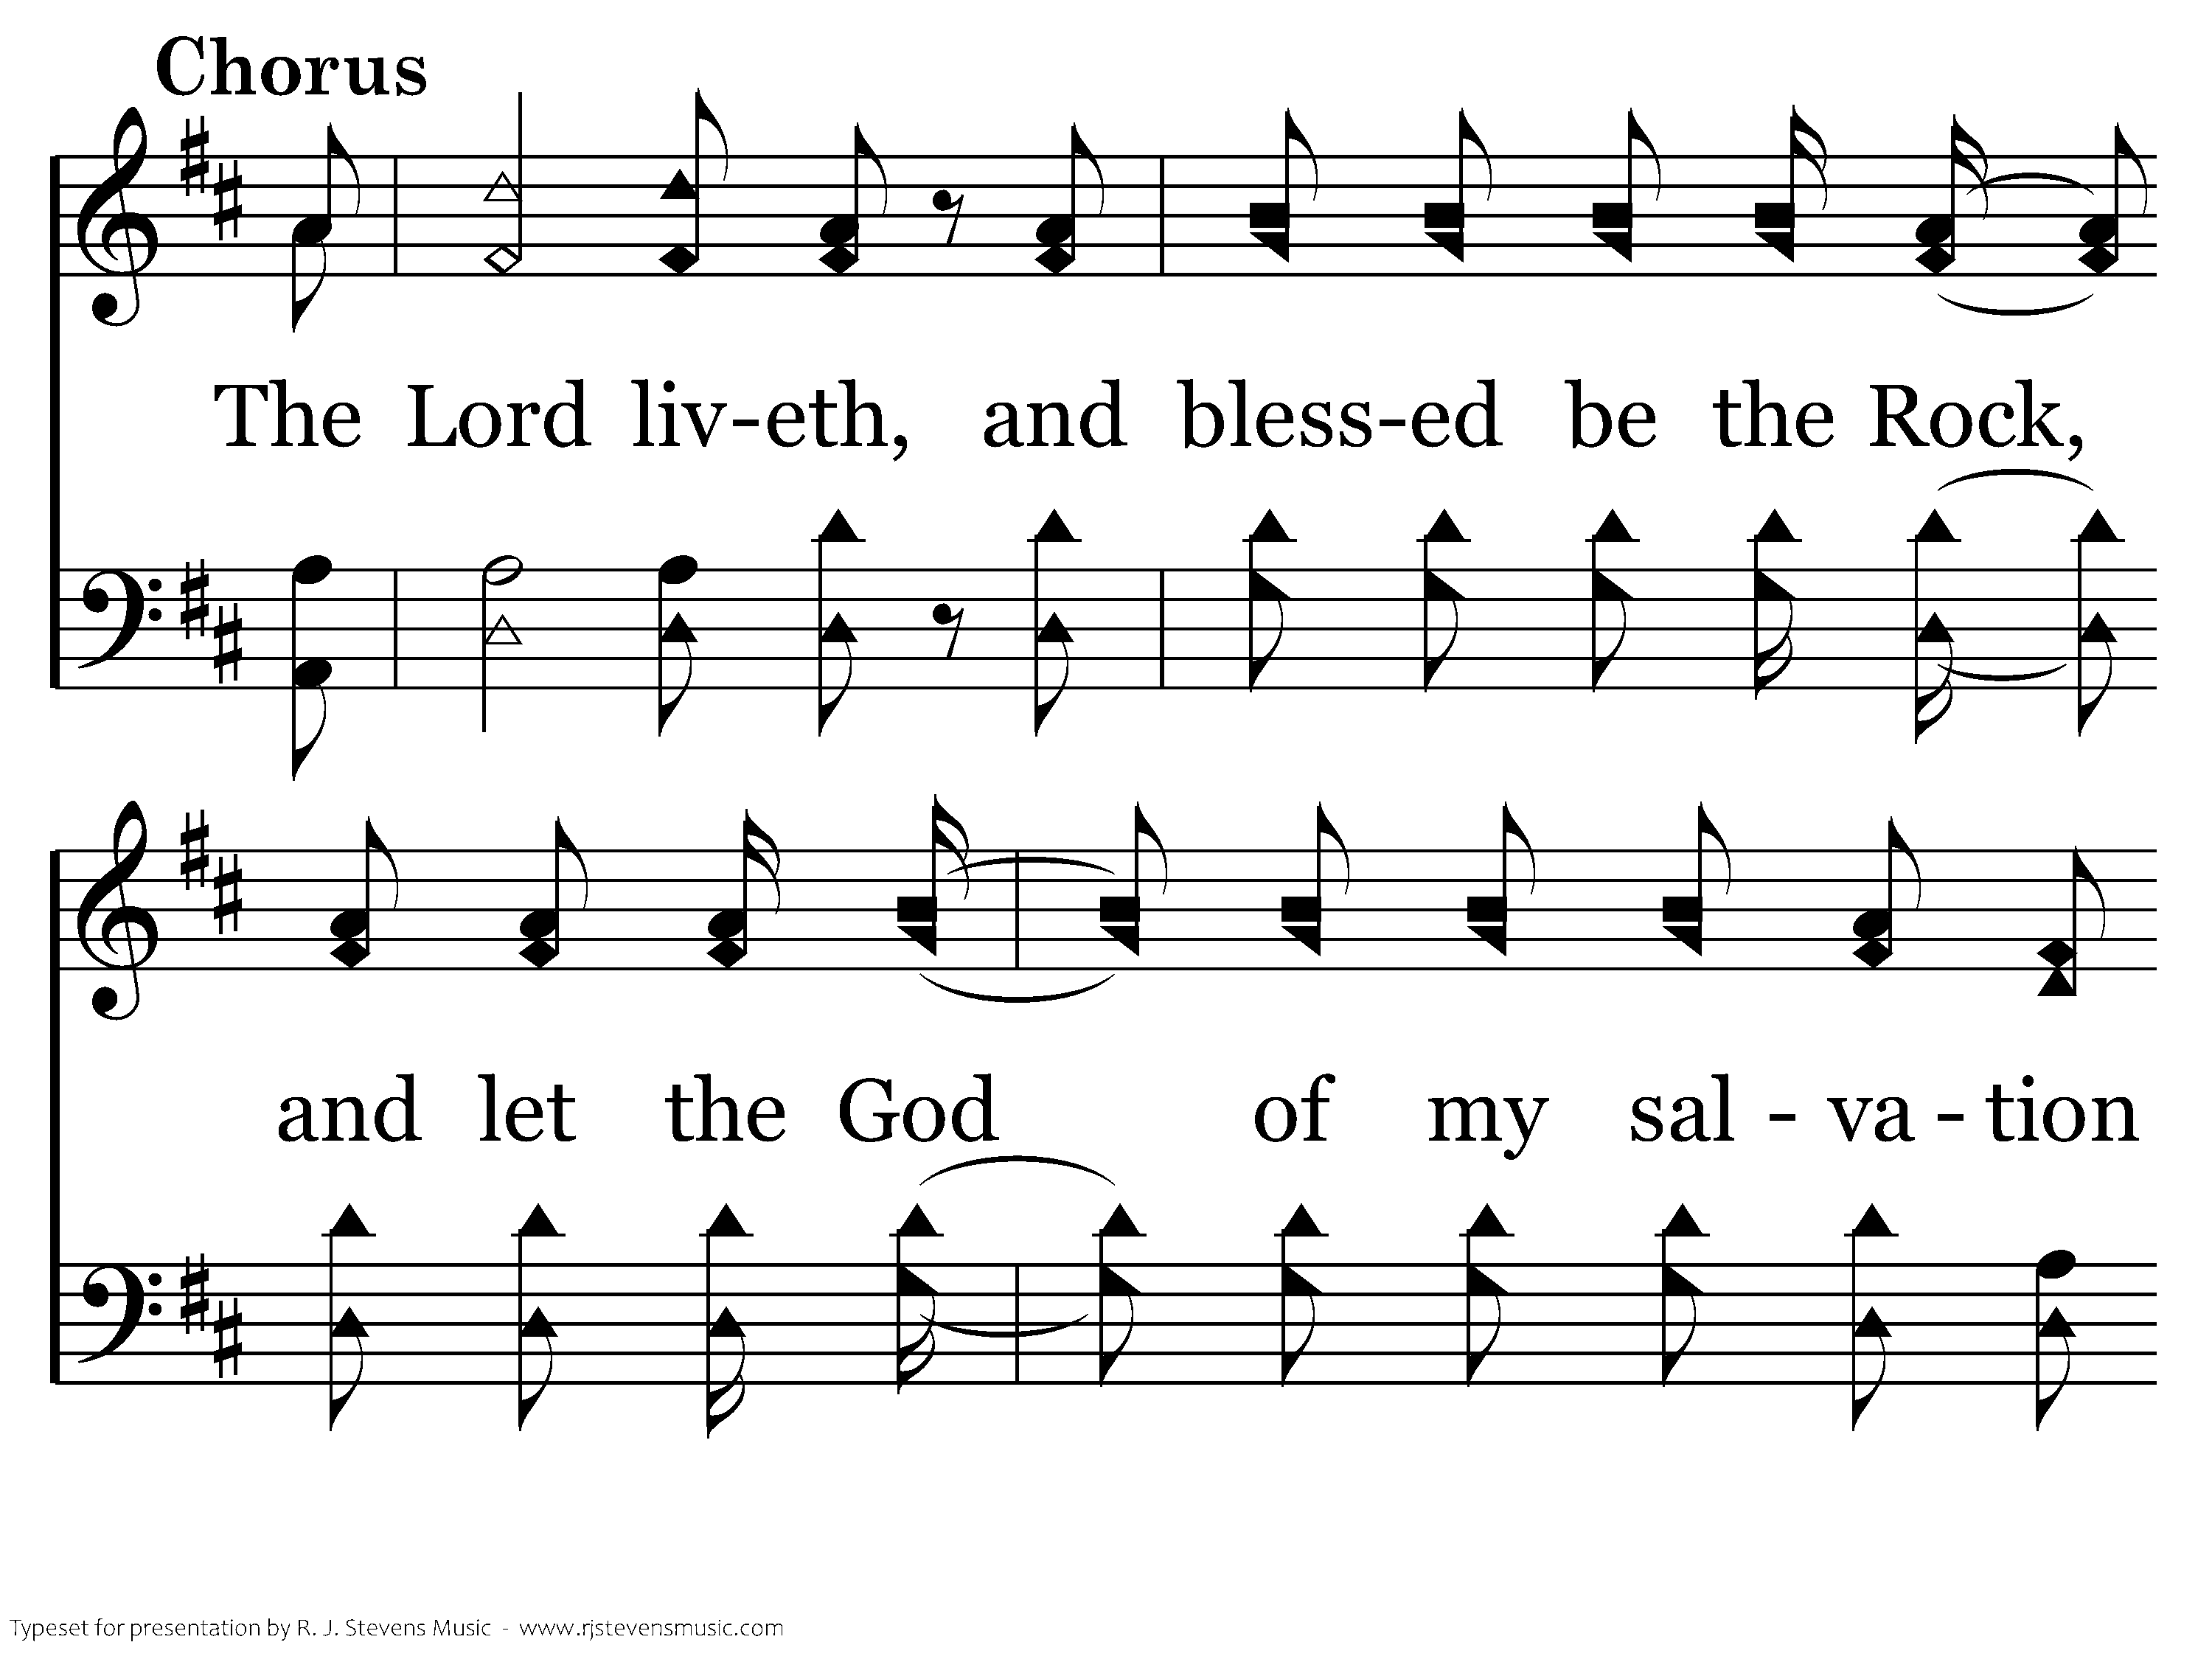 Chorus
The Lord liv-eth, and bless-ed be the Rock,
and let the God of my sal - va - tion
Typeset for presentation by R. J. Stevens Music - www.rjstevensmusic.com